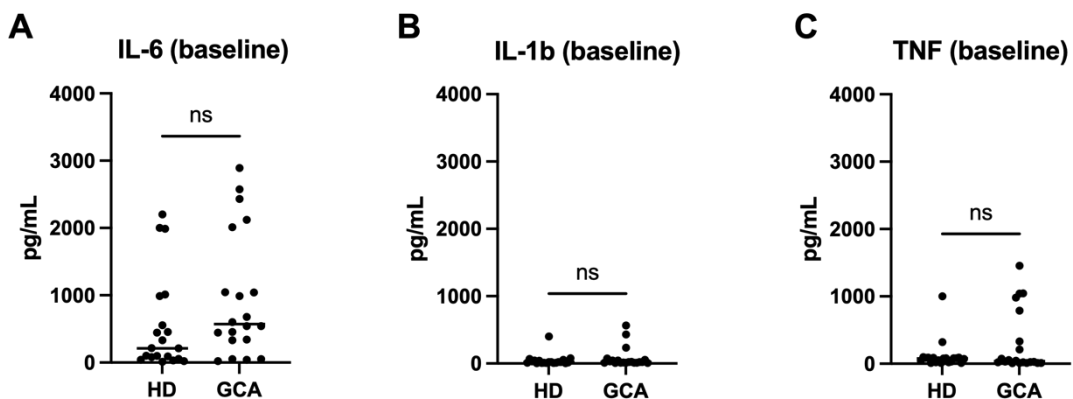 A
IL-6 (baseline)
4000
3000
2000
1000
0
pg/mL
ns
HD
GCA
B
IL-1b (baseline)
4000
3000
2000
1000
0
pg/mL
ns
HD
GCA
C
TNF (baseline)
4000
3000
2000
1000
0
pg/mL
ns
HD
GCA